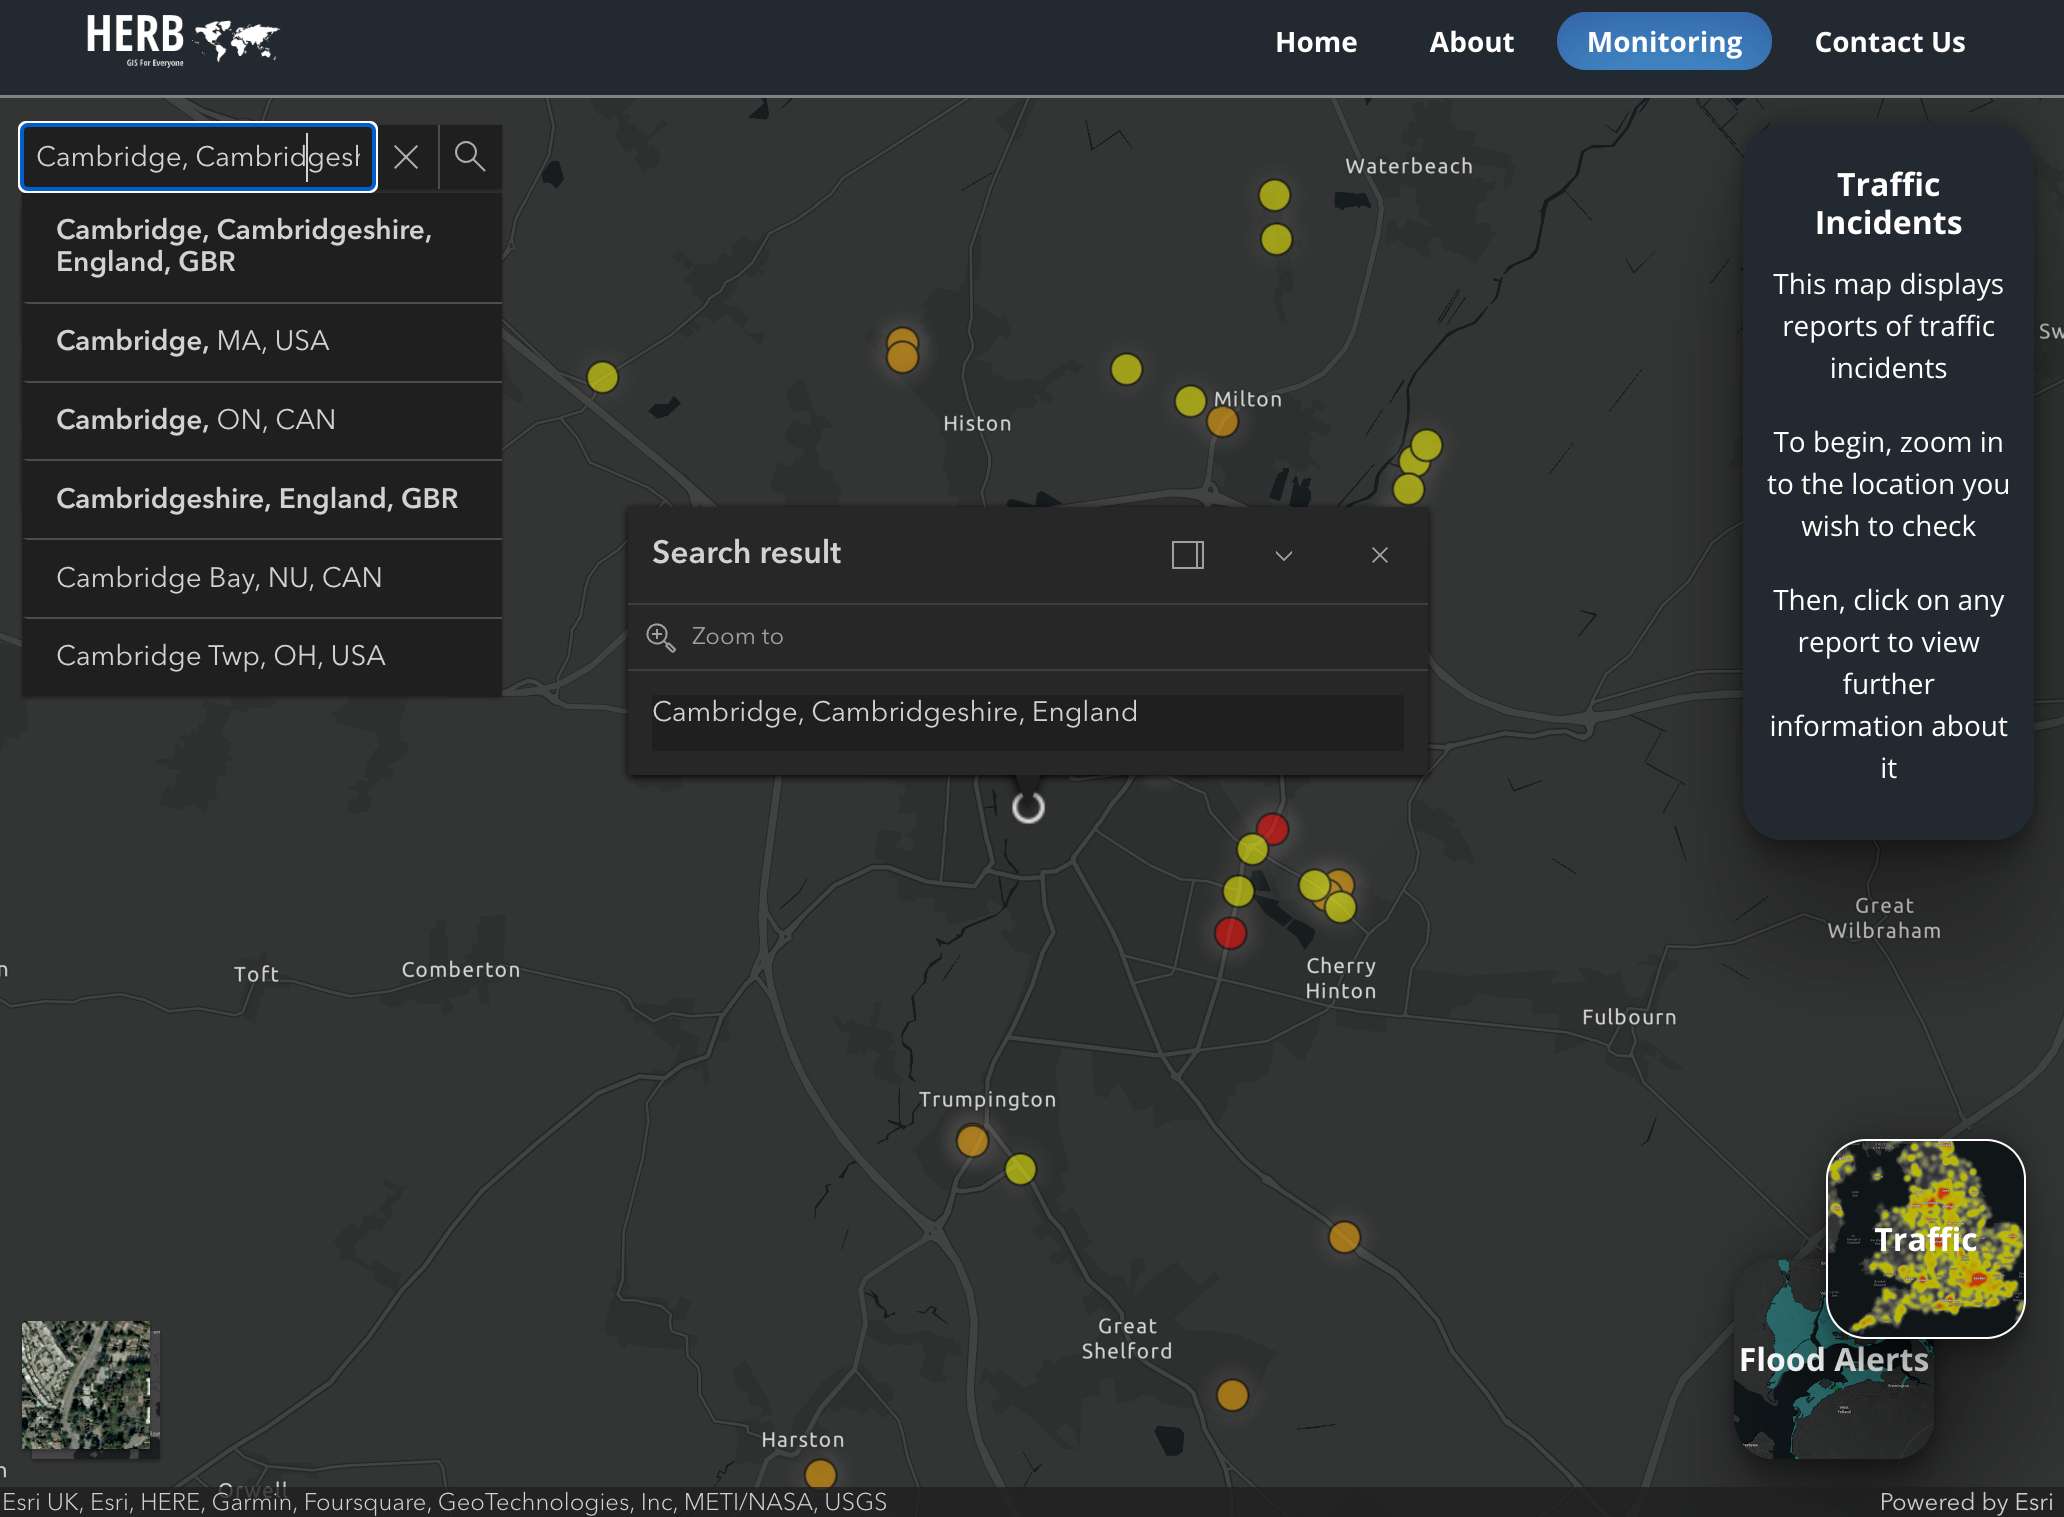 HERB
GIS For Everyone
Home
About
Monitoring
Contact Us
Cambridge, Cambridgesh
Cambridge, Cambridgeshire,
England, GBR
Cambridge, MA, USA
Cambridge, ON, CAN
Cambridgeshire, England, GBR
Cambridge Bay, NU, CAN
Cambridge Twp, OH, USA
Waterbeach
Milton
Histon
Search result
Zoom to
Cambridge, Cambridgeshire, England
Traffic
Incidents
This map displays
reports of traffic
incidents
To begin, zoom in
to the location you
wish to check
Then, click on any
report to view
further
information about
it
Sw
Great
Wilbraham
Toft
Comberton
Cherry
Hinton
Fulbourn
Trumpington
Great
Shelford
Harston
Orwell
Traffic
Flood Alerts
Esri UK, Esri, HERE, Garmin, Foursquare, GeoTechnologies, Inc, METI/NASA, USGS
Powered by Esri